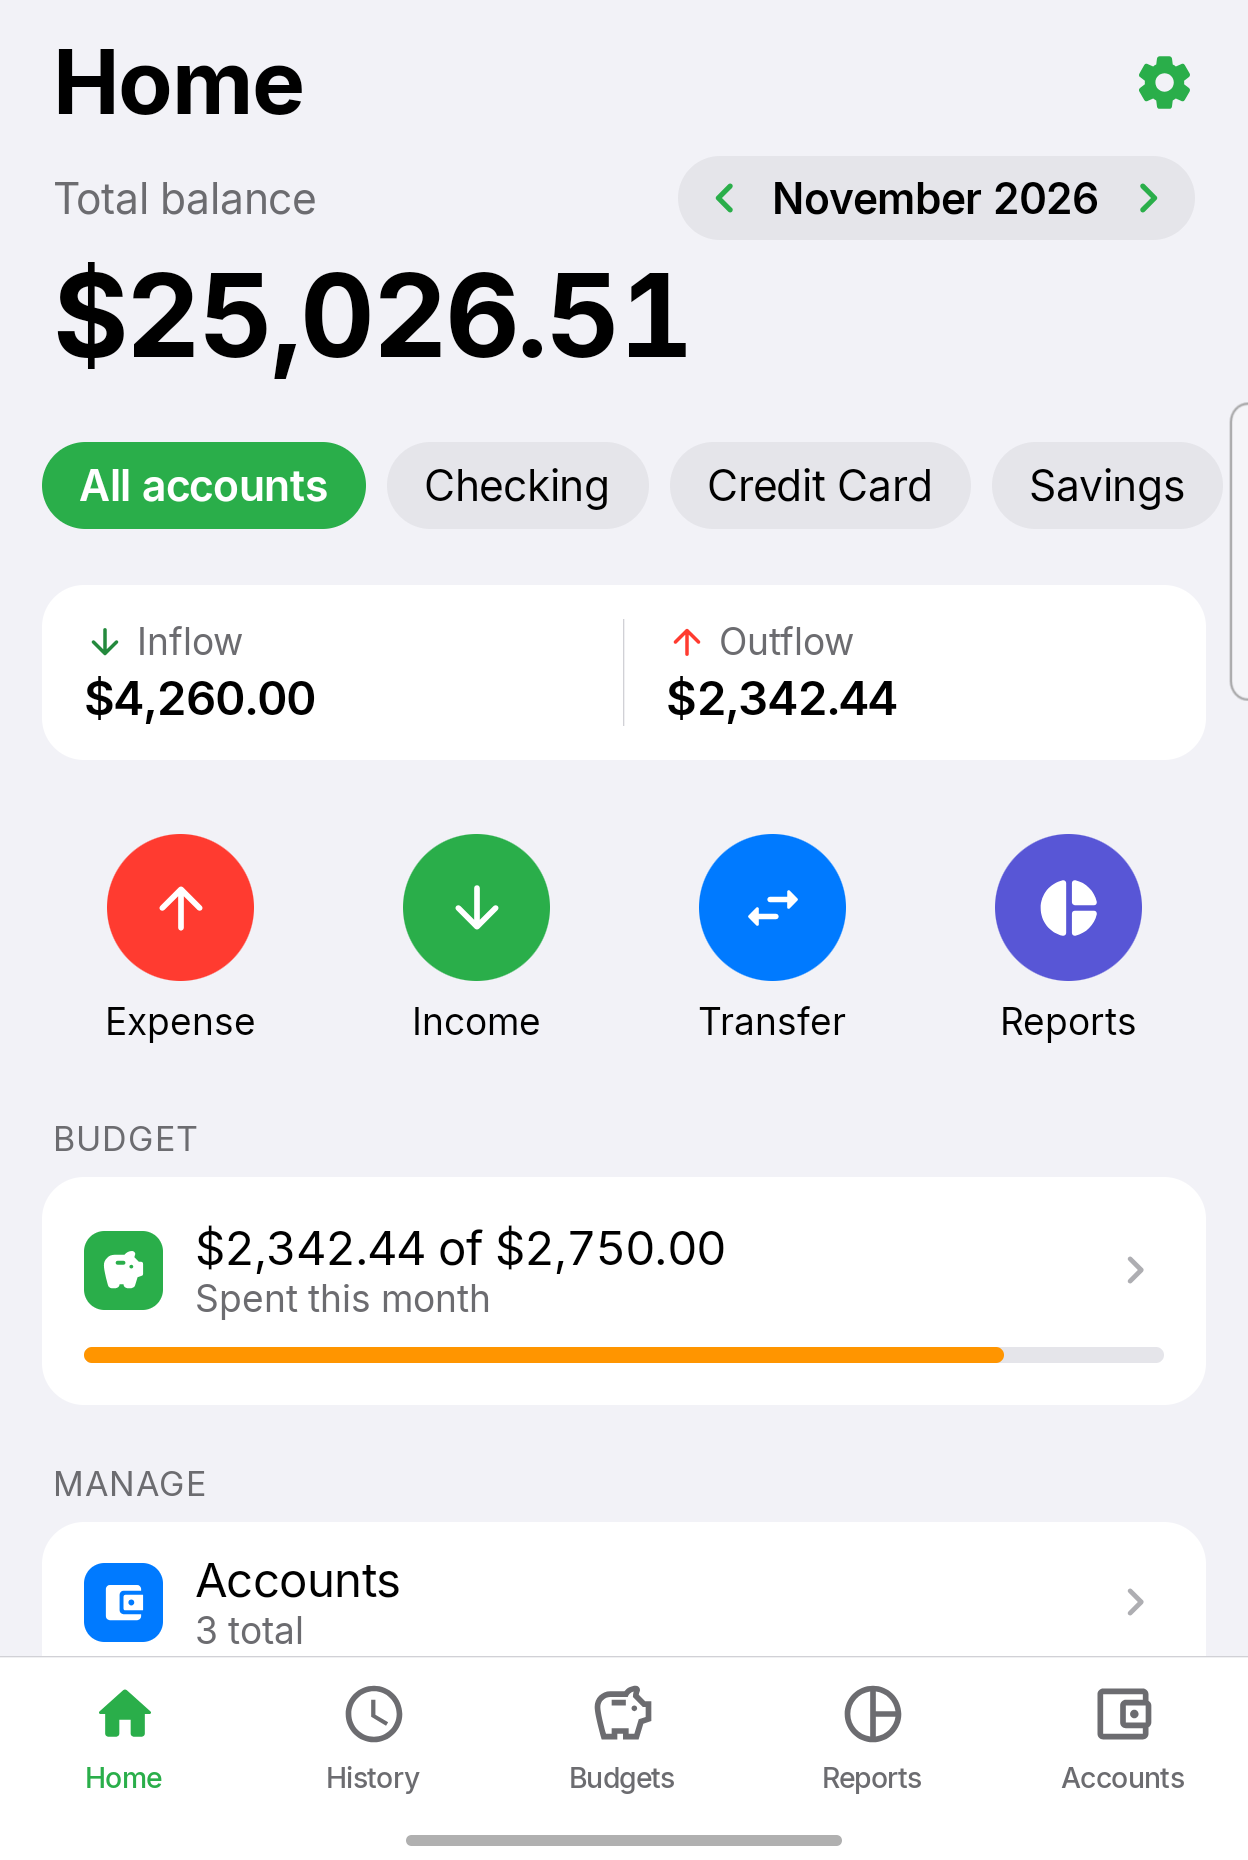 Home
Total balance
November 2026
$25,026.51
All accounts
Checking
Credit Card
Savings
Inflow
$4,260.00
Outflow
$2,342.44
Expense
Income
Transfer
Reports
BUDGET
$2,342.44 of $2,750.00
Spent this month
MANAGE
Accounts
3 total
Home
History
Budgets
Reports
Accounts